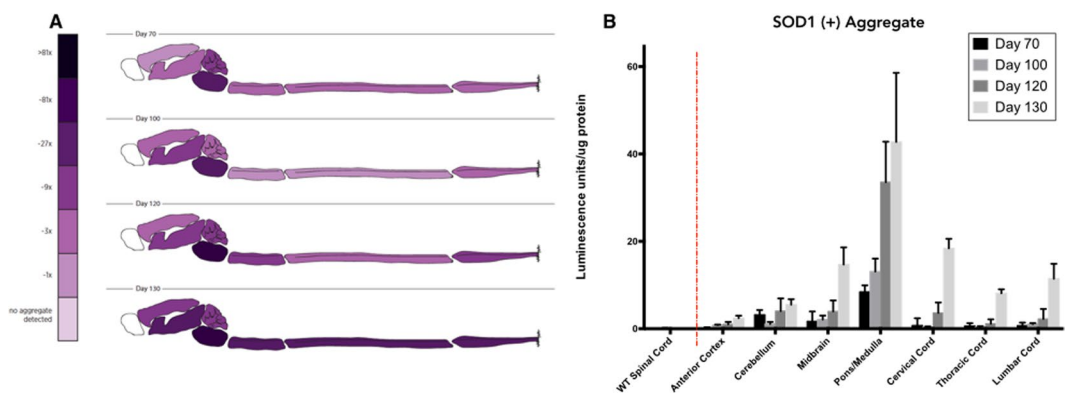 A
>81x
~81x
~27x
~9x
~3x
~1x
no aggregate
detected
Day 70
Day 100
Day 120
Day 130
B
SOD1 (+) Aggregate
Day 70
Day 100
Day 120
Day 130
Luminescence units/ug protein
60
40
20
0
WT Spinal Cord
Anterior Cortex
Cerebellum
Midbrain
Pons/Medulla
Cervical Cord
Thoracic Cord
Lumbar Cord